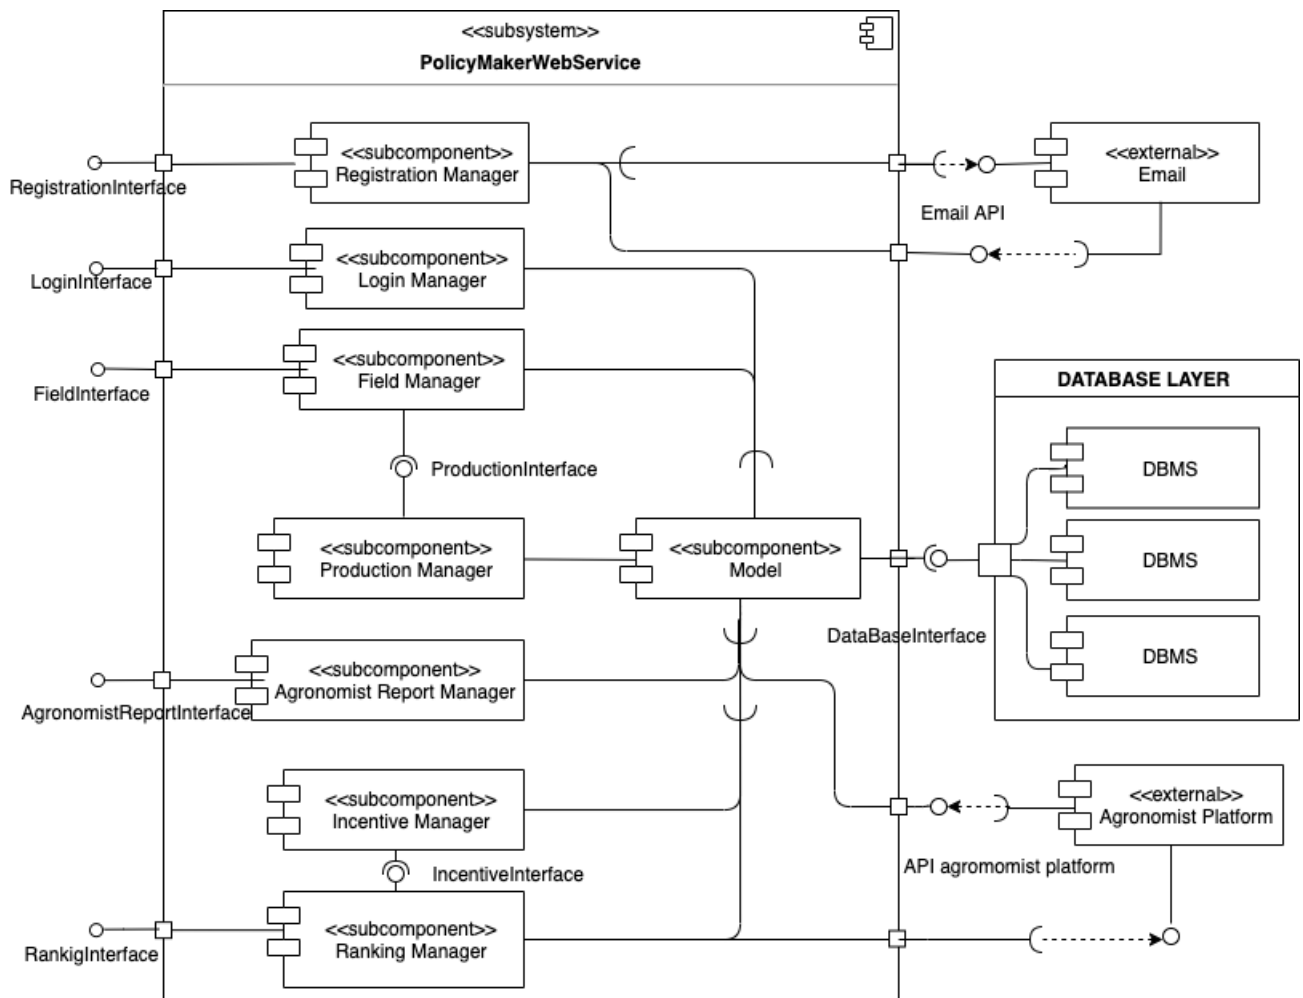 <<subsystem>>
PolicyMakerWebService
<<subcomponent>>
Registration Manager
RegistrationInterface
<<external>>
Email
Email API
<<subcomponent>>
Login Manager
LoginInterface
<<subcomponent>>
Field Manager
FieldInterface
ProductionInterface
DATABASE LAYER
DBMS
DBMS
DBMS
<<subcomponent>>
Production Manager
<<subcomponent>>
Model
DataBaseInterface
<<subcomponent>>
Agronomist Report Manager
AgronomistReportInterface
<<subcomponent>>
Incentive Manager
<<external>>
Agronomist Platform
API agromomist platform
IncentiveInterface
<<subcomponent>>
Ranking Manager
RankigInterface